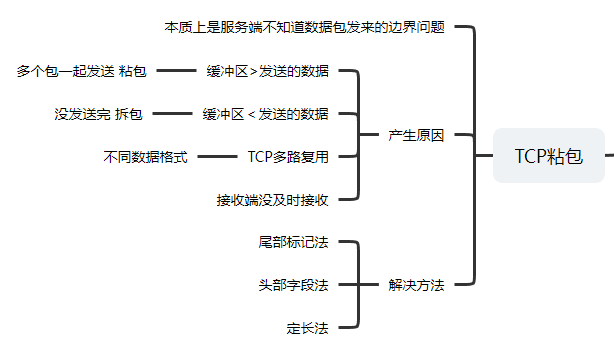 本质上是服务端不知道数据包发来的边界问题
多个包一起发送 粘包
缓冲区>发送的数据
没发送完 拆包
缓冲区 < 发送的数据
产生原因
不同数据格式
TCP多路复用
TCP粘包
接收端没及时接收
尾部标记法
头部字段法
解决方法
定长法